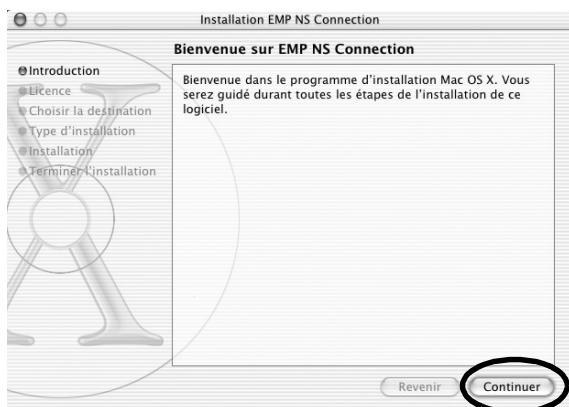 Installation EMP NS Connection
Bienvenue sur EMP NS Connection
Introduction
Licence
Choisir la destination
Type d'installation
Installation
Terminer l'installation
Bienvenue dans le programme d'installation Mac OS X. Vous
serez guidé durant toutes les étapes de l'installation de ce
logiciel.
Revenir
Continuer